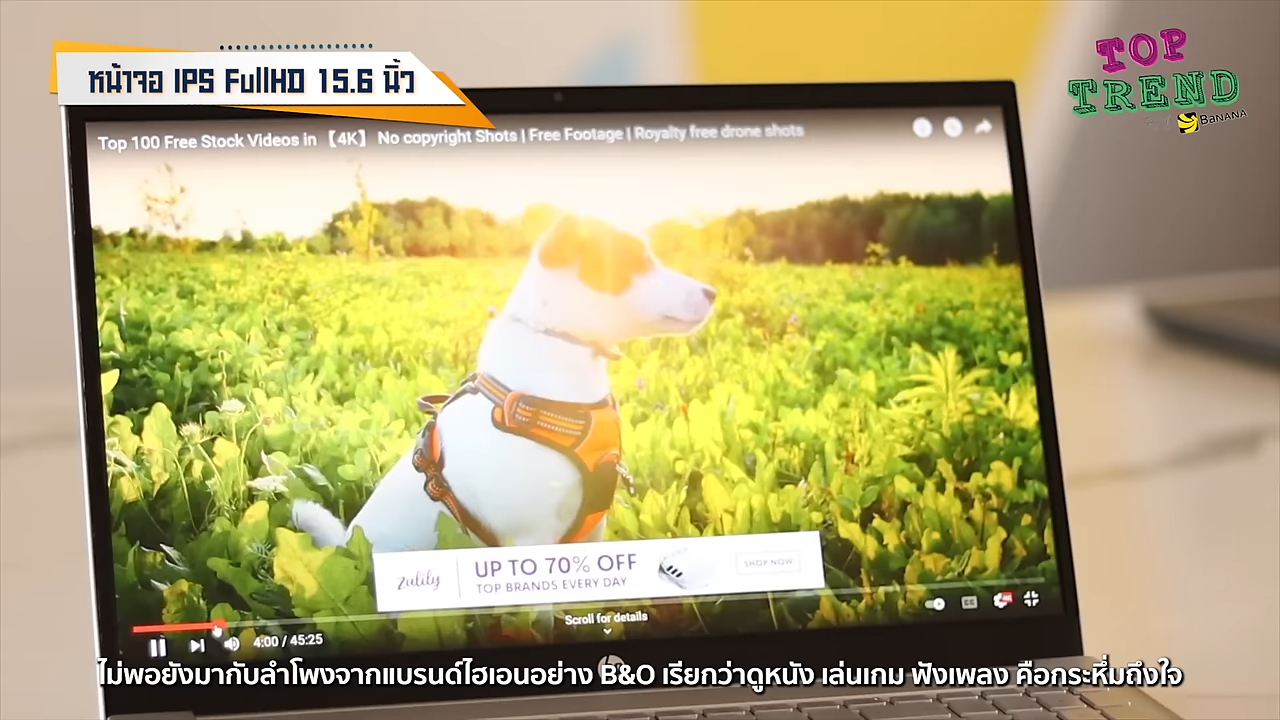 หน้าจอ IPS FullHD 15.6 นิ้ว
TOP
TREND
BaNANA
Top 100 Free Stock Videos in 【4K】 No copyright Shots | Free Footage | Royalty free drone shots
zulily
UP TO 70% OFF
TOP BRANDS EVERY DAY
SHOP NOW
Scroll for details
4:00 / 45:25
CC
hp
ไม่พอยังมากับลำโพงจากแบรนด์ไฮเอนอย่าง B&O เรียกว่าดูหนัง เล่นเกม ฟังเพลง คือกระหึ่มถึงใจ